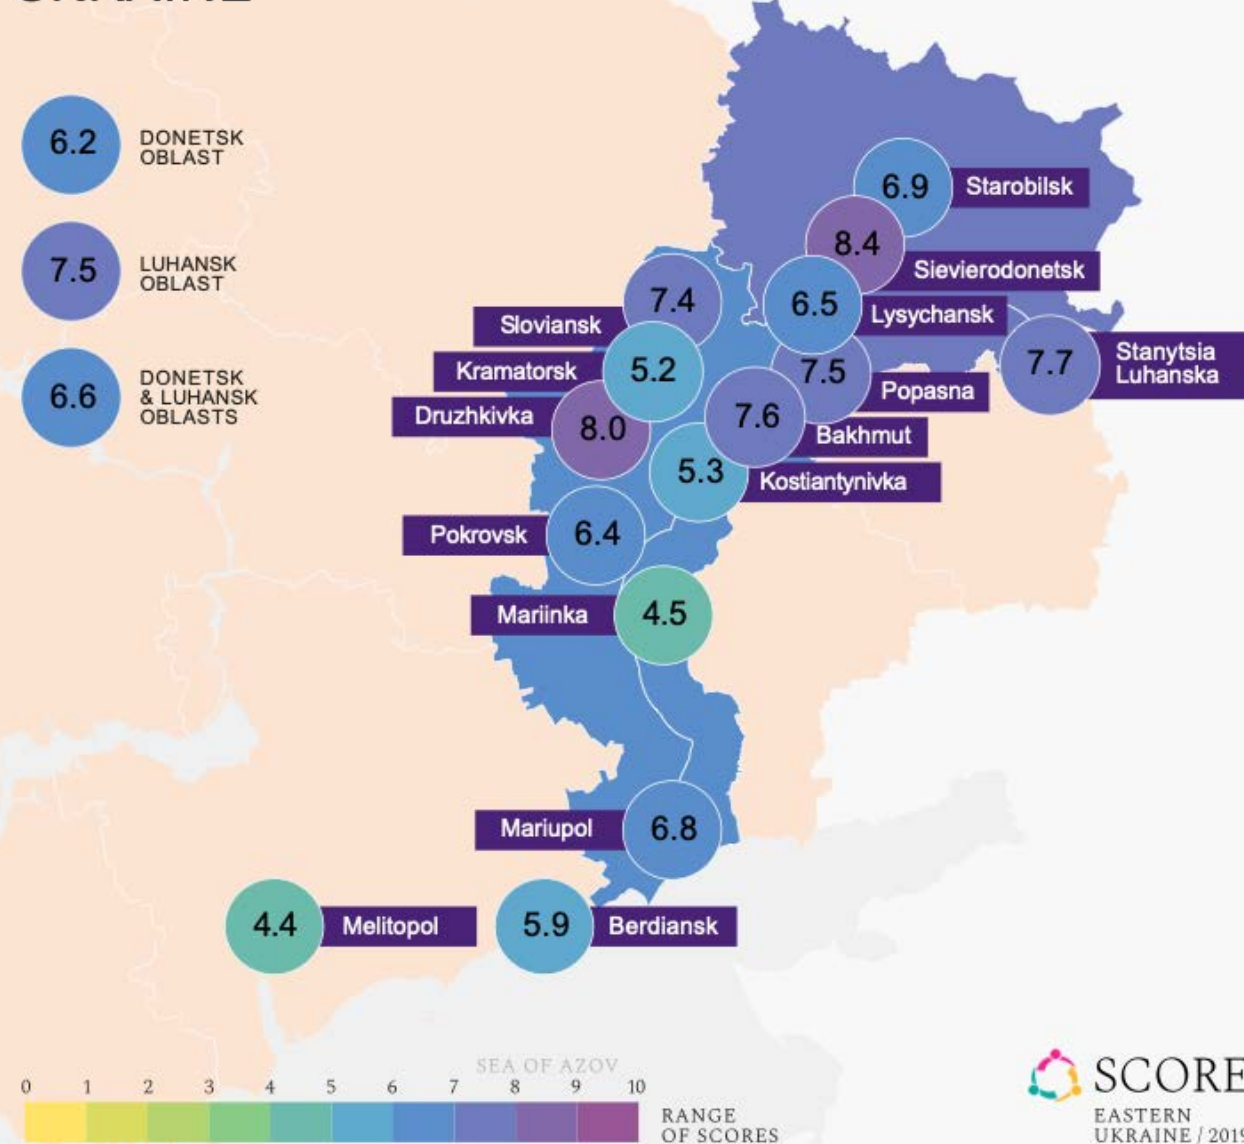 6.2
DONETSK
OBLAST
7.5
LUHANSK
OBLAST
6.6
DONETSK
& LUHANSK
OBLASTS
6.9
Starobilsk
8.4
Sievierodonetsk
7.4
Sloviansk
6.5
Lysychansk
7.7
Stanytsia
Luhanska
Kramatorsk
5.2
7.5
Popasna
Druzhkivka
8.0
7.6
Bakhmut
5.3
Kostiantynivka
Pokrovsk
6.4
Mariinka
4.5
Mariupol
6.8
4.4
Melitopol
5.9
Berdiansk
SEA OF AZOV
0 1 2 3 4 5 6 7 8 9 10
RANGE
OF SCORES
SCORE
EASTERN
UKRAINE / 2019